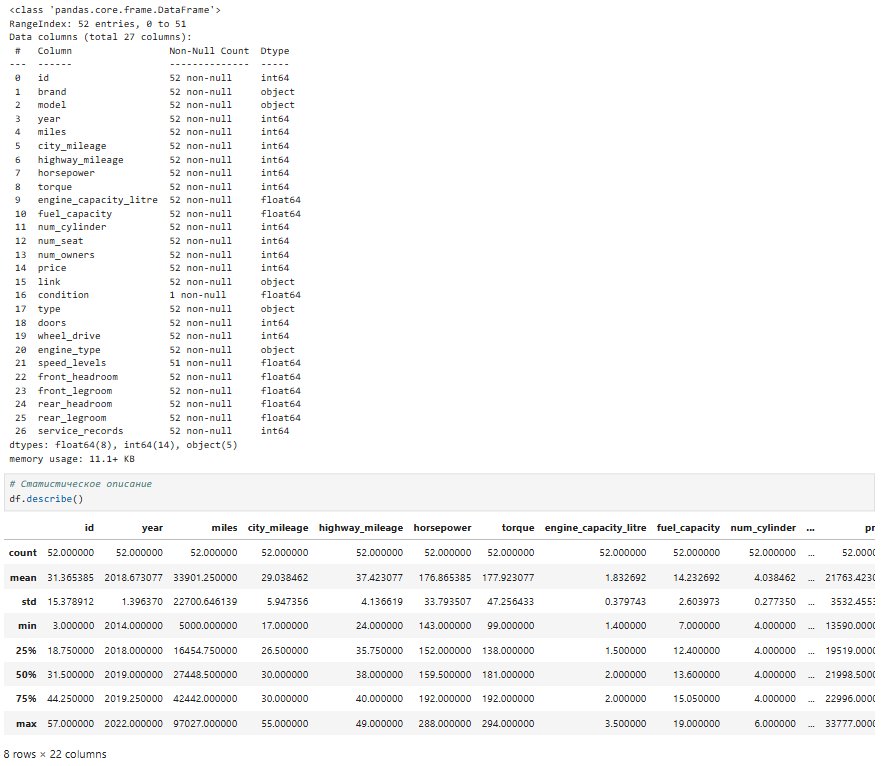 <class 'pandas.core.frame.DataFrame'>
RangeIndex: 52 entries, 0 to 51
Data columns (total 27 columns):
 #   Column                Non-Null Count  Dtype
---  ------                --------------  -----
 0   id                    52 non-null     int64
 1   brand                 52 non-null     object
 2   model                 52 non-null     object
 3   year                  52 non-null     int64
 4   miles                 52 non-null     int64
 5   city_mileage          52 non-null     int64
 6   highway_mileage       52 non-null     int64
 7   horsepower            52 non-null     int64
 8   torque                52 non-null     int64
 9   engine_capacity_litre 52 non-null     float64
 10  fuel_capacity         52 non-null     float64
 11  num_cylinder          52 non-null     int64
 12  num_seat              52 non-null     int64
 13  num_owners            52 non-null     int64
 14  price                 52 non-null     int64
 15  link                  52 non-null     object
 16  condition             1 non-null      float64
 17  type                  52 non-null     object
 18  doors                 52 non-null     int64
 19  wheel_drive           52 non-null     int64
 20  engine_type           52 non-null     object
 21  speed_levels          51 non-null     float64
 22  front_headroom        52 non-null     float64
 23  front_legroom         52 non-null     float64
 24  rear_headroom         52 non-null     float64
 25  rear_legroom          52 non-null     float64
 26  service_records       52 non-null     int64
dtypes: float64(8), int64(14), object(5)
memory usage: 11.1+ KB
# Статистическое описание
df.describe()
id year miles city_mileage highway_mileage horsepower torque engine_capacity_litre fuel_capacity num_cylinder ... pr
count 52.000000 52.000000 52.000000 52.000000 52.000000 52.000000 52.000000 52.000000 52.000000 52.000000 ... 52.0000
mean 31.365385 2018.673077 33901.250000 29.038462 37.423077 176.865385 177.923077 1.832692 14.232692 4.038462 ... 21763.4230
std 15.378912 1.396370 22700.646139 5.947356 4.136619 33.793507 47.256433 0.379743 2.603973 0.277350 ... 3532.4553
min 3.000000 2014.000000 5000.000000 17.000000 24.000000 143.000000 99.000000 1.400000 7.000000 4.000000 ... 13590.0000
25% 18.750000 2018.000000 16454.750000 26.500000 35.750000 152.000000 138.000000 1.500000 12.400000 4.000000 ... 19519.0000
50% 31.500000 2019.000000 27448.500000 30.000000 38.000000 159.500000 181.000000 2.000000 13.600000 4.000000 ... 21998.5000
75% 44.250000 2019.250000 42442.000000 30.000000 40.000000 192.000000 192.000000 2.000000 15.050000 4.000000 ... 22996.0000
max 57.000000 2022.000000 97027.000000 55.000000 49.000000 288.000000 294.000000 3.500000 19.000000 6.000000 ... 33777.0000
8 rows × 22 columns